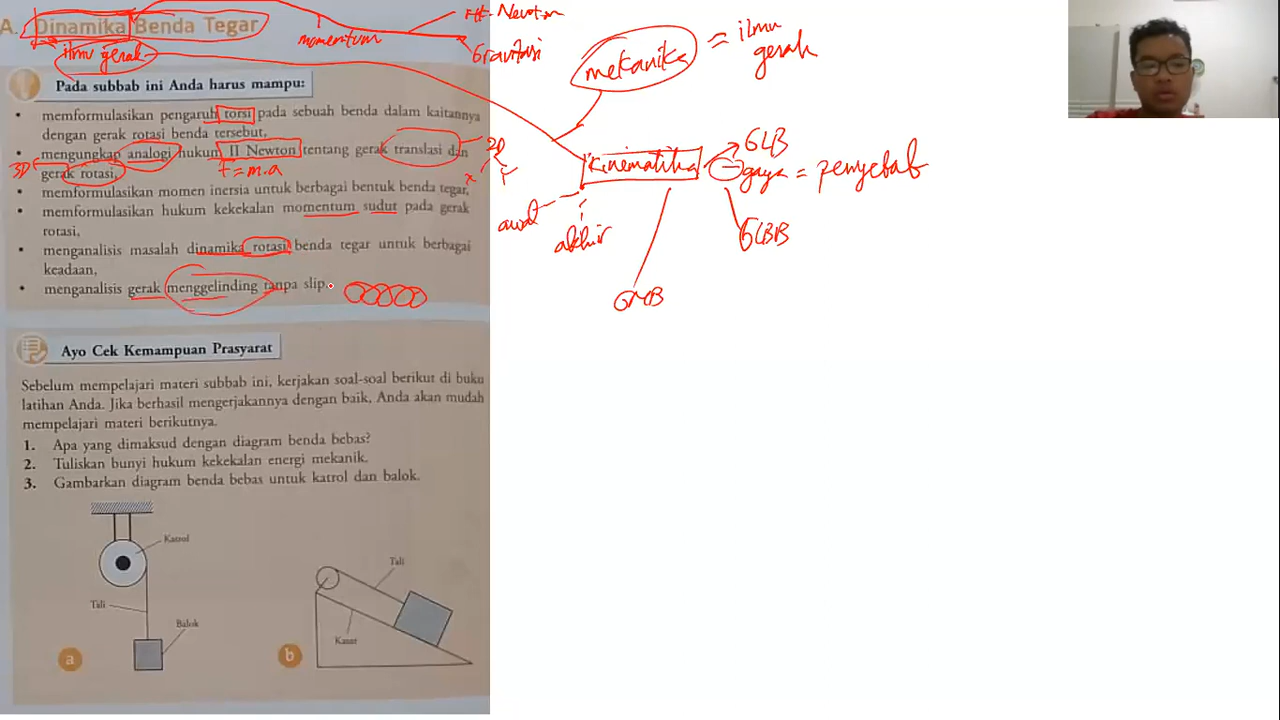 A. Dinamika Benda Tegar
ilmu gerak
momentum
Newton
Gravitasi
mekanika = ilmu gerak
Pada subbab ini Anda harus mampu:
• memformulasikan pengaruh torsi pada sebuah benda dalam kaitannya
dengan gerak rotasi benda tersebut,
• mengungkap analogi hukum II Newton tentang gerak translasi dan
gerak rotasi,
3D
F = m.a
2D
x
y
• memformulasikan momen inersia untuk berbagai bentuk benda tegar,
• memformulasikan hukum kekekalan momentum sudut pada gerak
rotasi,
• menganalisis masalah dinamika rotasi benda tegar untuk berbagai
keadaan,
• menganalisis gerak menggelinding tanpa slip.
Kinematika
GLB
gaya = penyebab
awal
akhir
GLBB
GMB
Ayo Cek Kemampuan Prasyarat
Sebelum mempelajari materi subbab ini, kerjakan soal-soal berikut di buku
latihan Anda. Jika berhasil mengerjakannya dengan baik, Anda akan mudah
mempelajari materi berikutnya.
1. Apa yang dimaksud dengan diagram benda bebas?
2. Tuliskan bunyi hukum kekekalan energi mekanik.
3. Gambarkan diagram benda bebas untuk katrol dan balok.
Katrol
Tali
Balok
a
Tali
Kasar
b